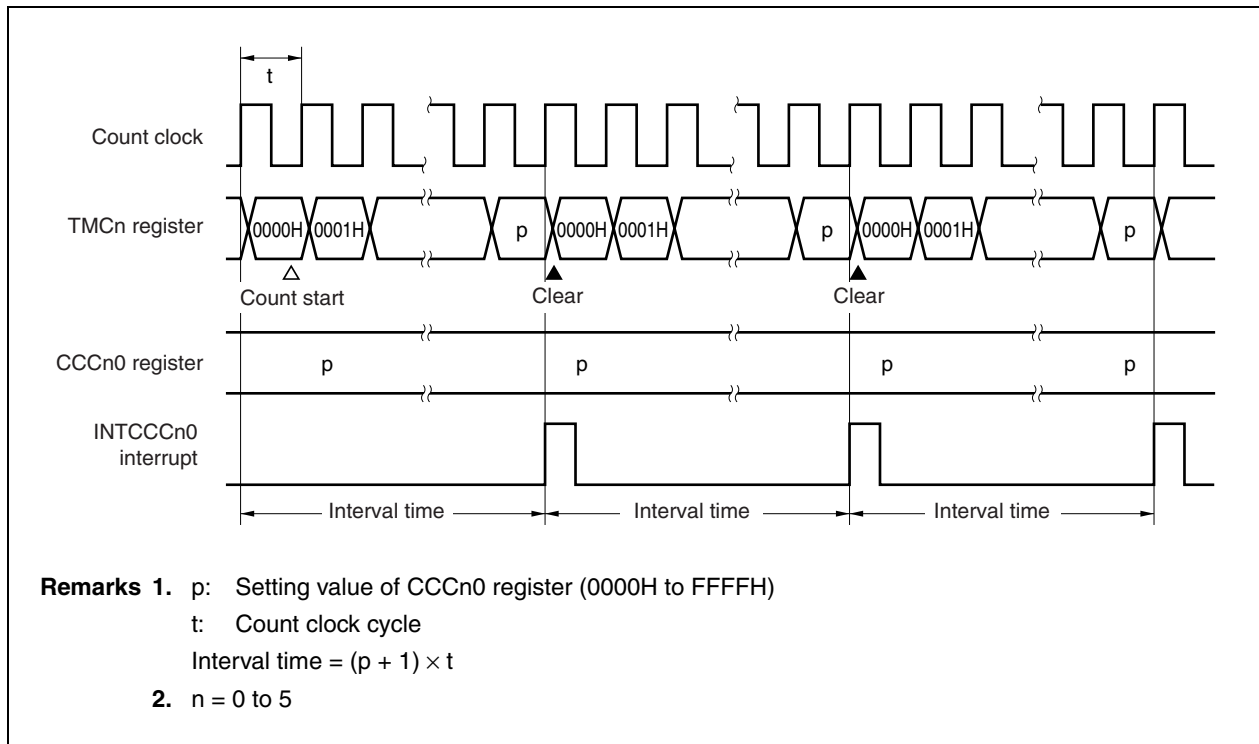 t
Count clock
TMCn register
0000H 0001H p 0000H 0001H p 0000H 0001H p
Count start Clear Clear
CCCn0 register
p p p p
INTCCCn0
interrupt
Interval time Interval time Interval time
Remarks 1. p: Setting value of CCCn0 register (0000H to FFFFH)
t: Count clock cycle
Interval time = (p + 1) × t
2. n = 0 to 5